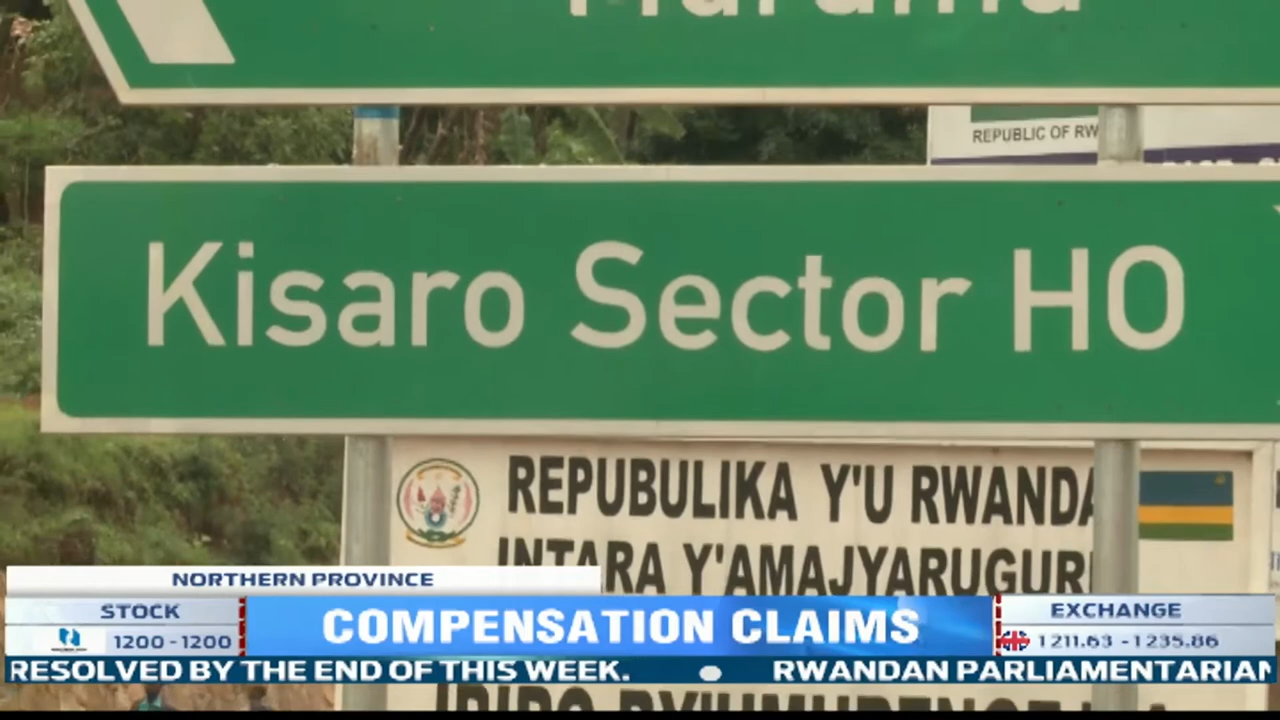 REPUBLIC OF
Kisaro Sector HO
REPUBULIKA Y'U RWANDA
INTARA Y'AMAJYARUGURU
NORTHERN PROVINCE
STOCK
1200 - 1200
COMPENSATION CLAIMS
EXCHANGE
1211.63 - 1235.86
RESOLVED BY THE END OF THIS WEEK. RWANDAN PARLIAMENTARIAN